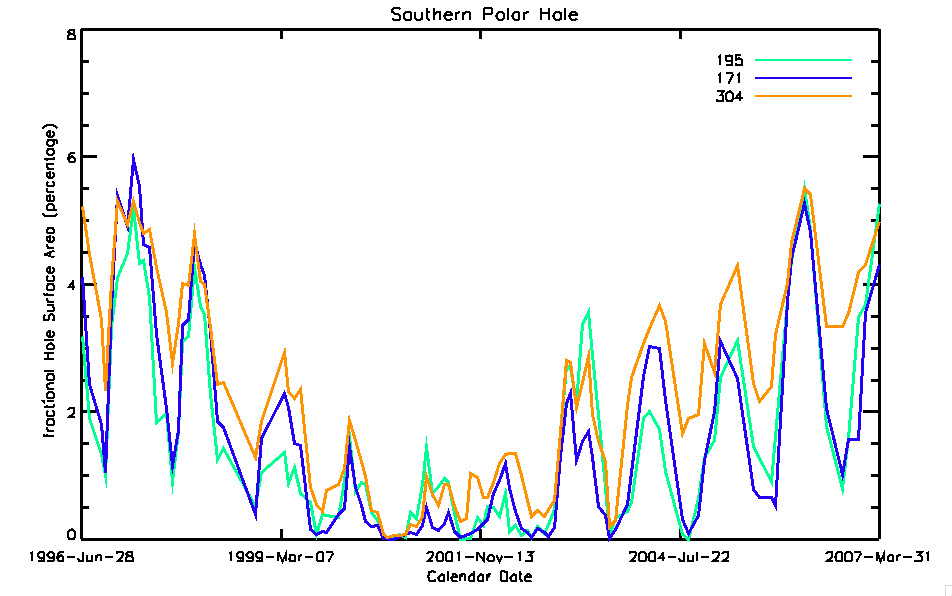 Southern Polar Hole
8
195
171
304
6
fractional Hole Surface Area (percentage)
4
2
0
1996-Jun-28 1999-Mar-07 2001-Nov-13 2004-Jul-22 2007-Mar-31
Calendar Date